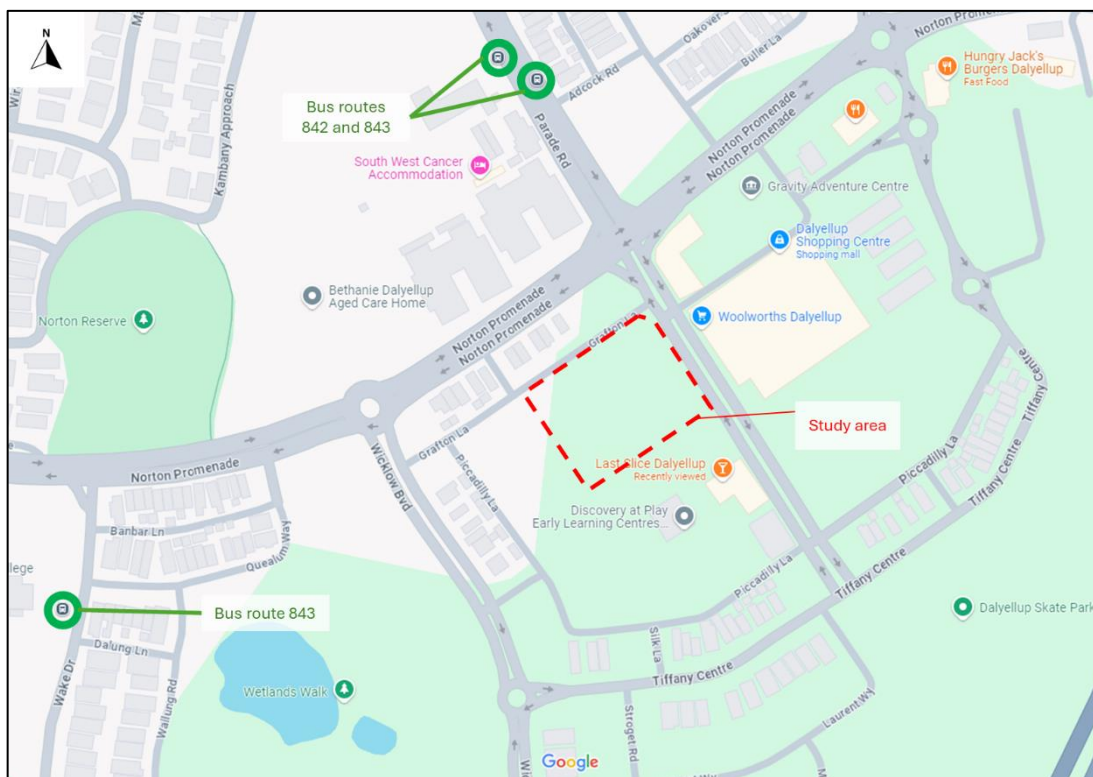 N
Norton Promenade
Oakover
Buller La
Hungry Jack's
Burgers Dalyellup
Fast Food
Bus routes
842 and 843
Adcock Rd
Parade Rd
Kambany Approach
South West Cancer
Accommodation
Norton Promenade
Norton Promenade
Gravity Adventure Centre
Dalyellup
Shopping Centre
Shopping mall
Bethanie Dalyellup
Aged Care Home
Norton Reserve
Norton Promenade
Norton Promenade
Grafton La
Woolworths Dalyellup
Tiffany Centre
Study area
Grafton La
Piccadilly La
Wicklow Blvd
Norton Promenade
Last Slice Dalyellup
Recently viewed
Piccadilly La
Tiffany Centre
Discovery at Play
Early Learning Centres...
Banbar Ln
Quealum Way
llege
Piccadilly La
Tiffany Centre
Bus route 843
Dalyellup Skate Park
Dalung Ln
Silk La
Tiffany Centre
Wake Dr
Wailung Rd
Wetlands Walk
Laurent Wy
Stroget Rd
Google